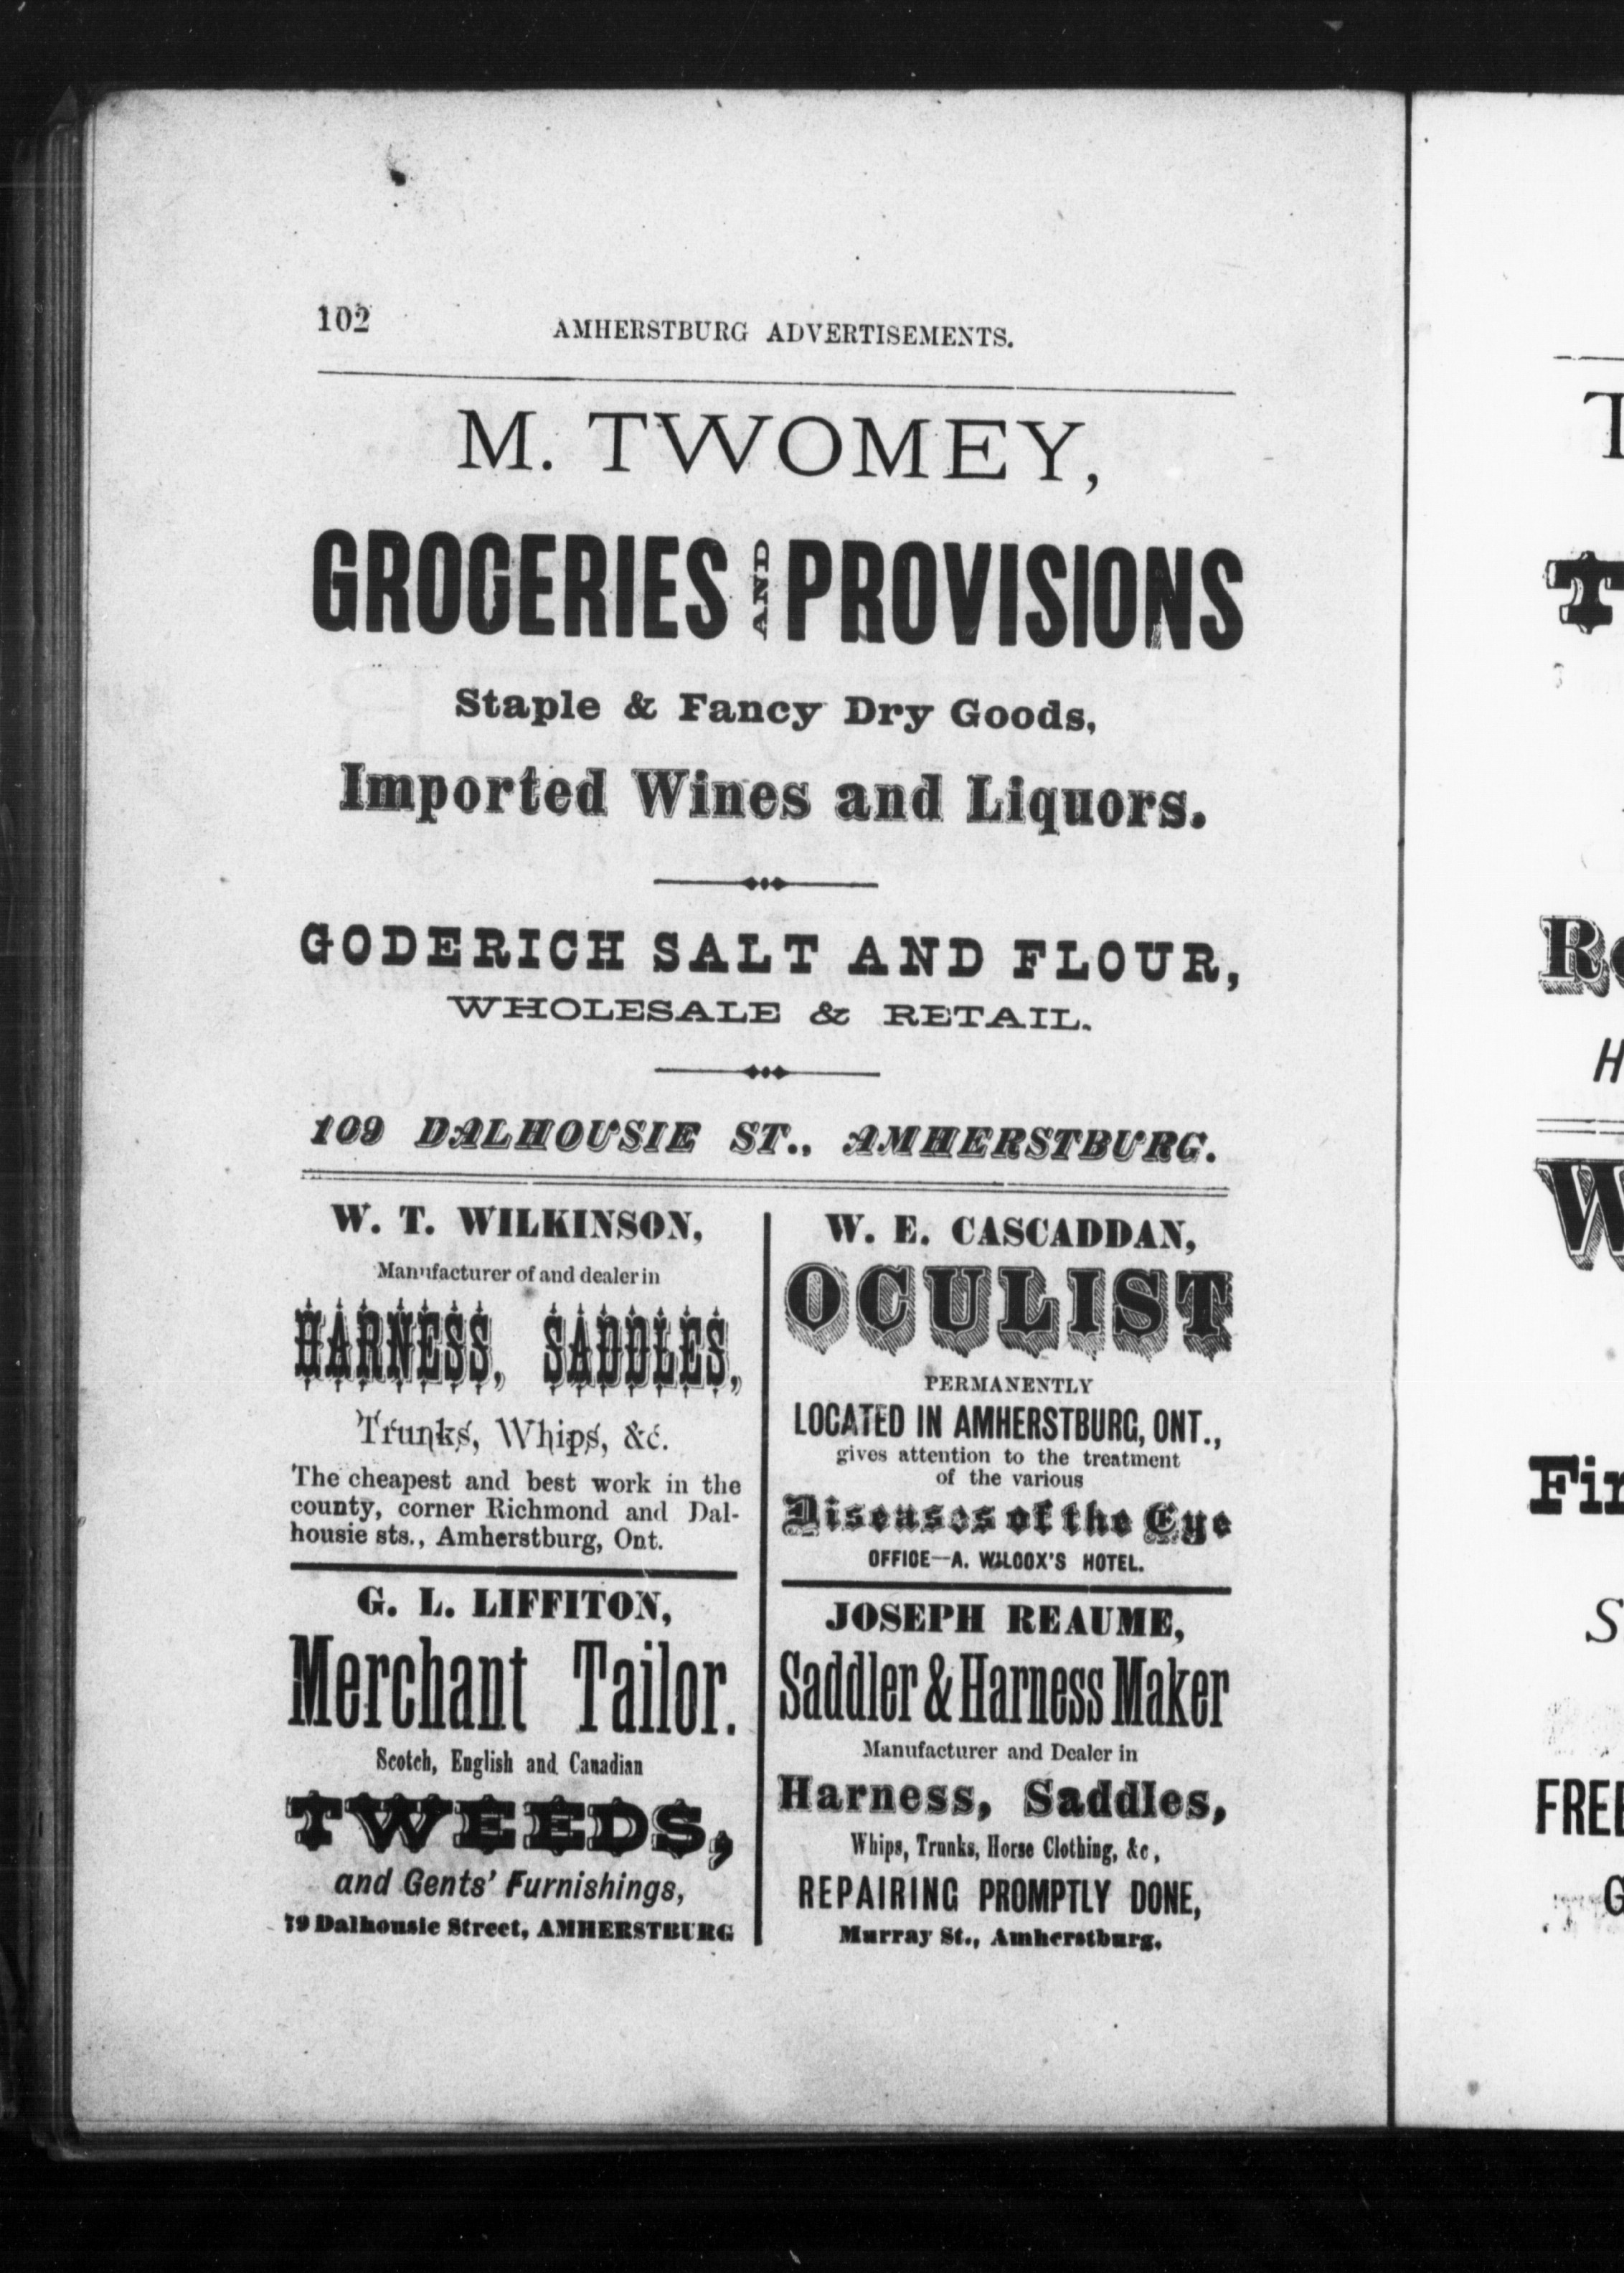 102
AMHERSTBURG ADVERTISEMENTS.
M. TWOMEY,
GROCERIES AND PROVISIONS
Staple & Fancy Dry Goods,
Imported Wines and Liquors.
GODERICH SALT AND FLOUR,
WHOLESALE & RETAIL.
109 DALHOUSIE ST., AMHERSTBURG.
W. T. WILKINSON,
Manufacturer of and dealer in
HARNESS, SADDLES,
Trunks, Whips, &c.
The cheapest and best work in the
county, corner Richmond and Dal-
housie sts., Amherstburg, Ont.
G. L. LIFFITON,
Merchant Tailor.
Scotch, English and Canadian
TWEEDS,
and Gents' Furnishings,
79 Dalhousie Street, AMHERSTBURG
W. E. CASCADDAN,
OCULIST
PERMANENTLY
LOCATED IN AMHERSTBURG, ONT.,
gives attention to the treatment
of the various
Diseases of the Eye
OFFICE—A. WILCOX'S HOTEL.
JOSEPH REAUME,
Saddler & Harness Maker
Manufacturer and Dealer in
Harness, Saddles,
Whips, Trunks, Horse Clothing, &c,
REPAIRING PROMPTLY DONE,
Murray St., Amherstburg.
T
T
R
H
W
Fir
S
FREE
G